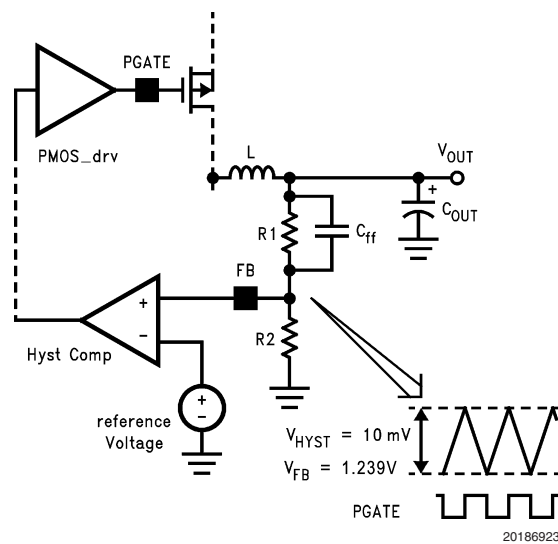 PGATE
PMOS_drv
L
VOUT
+
COUT
R1
Cff
FB
+
−
Hyst Comp
R2
+
−
reference
Voltage
VHYST = 10 mV
VFB = 1.239V
PGATE
20186923